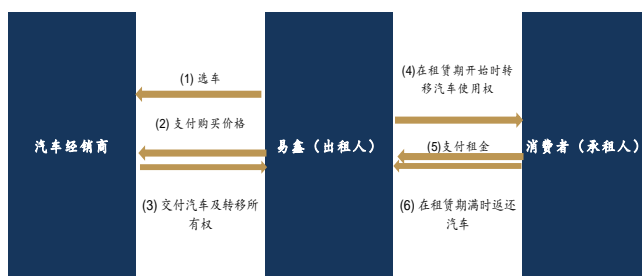 汽车经销商
(1) 选车
(2) 支付购买价格
(3) 交付汽车及转移所
有权
易鑫（出租人）
(4)在租赁期开始时转
移汽车使用权
(5)支付租金
(6) 在租赁期满时返还
汽车
消费者（承租人）